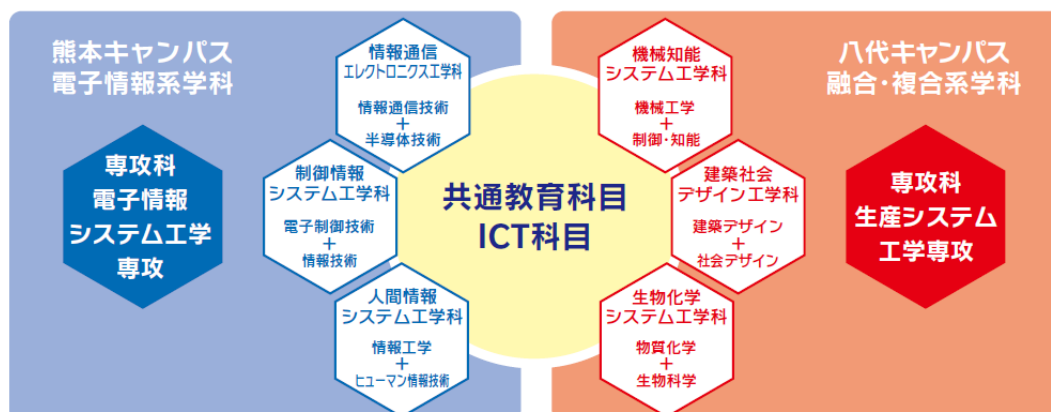 熊本キャンパス
電子情報系学科
専攻科
電子情報
システム工学
専攻
情報通信
エレクトロニクス工学科
情報通信技術
+
半導体技術
制御情報
システム工学科
電子制御技術
+
情報技術
人間情報
システム工学科
情報工学
+
ヒューマン情報技術
共通教育科目
ICT科目
機械知能
システム工学科
機械工学
+
制御・知能
建築社会
デザイン工学科
建築デザイン
+
社会デザイン
生物化学
システム工学科
物質化学
+
生物科学
八代キャンパス
融合・複合系学科
専攻科
生産システム
工学専攻